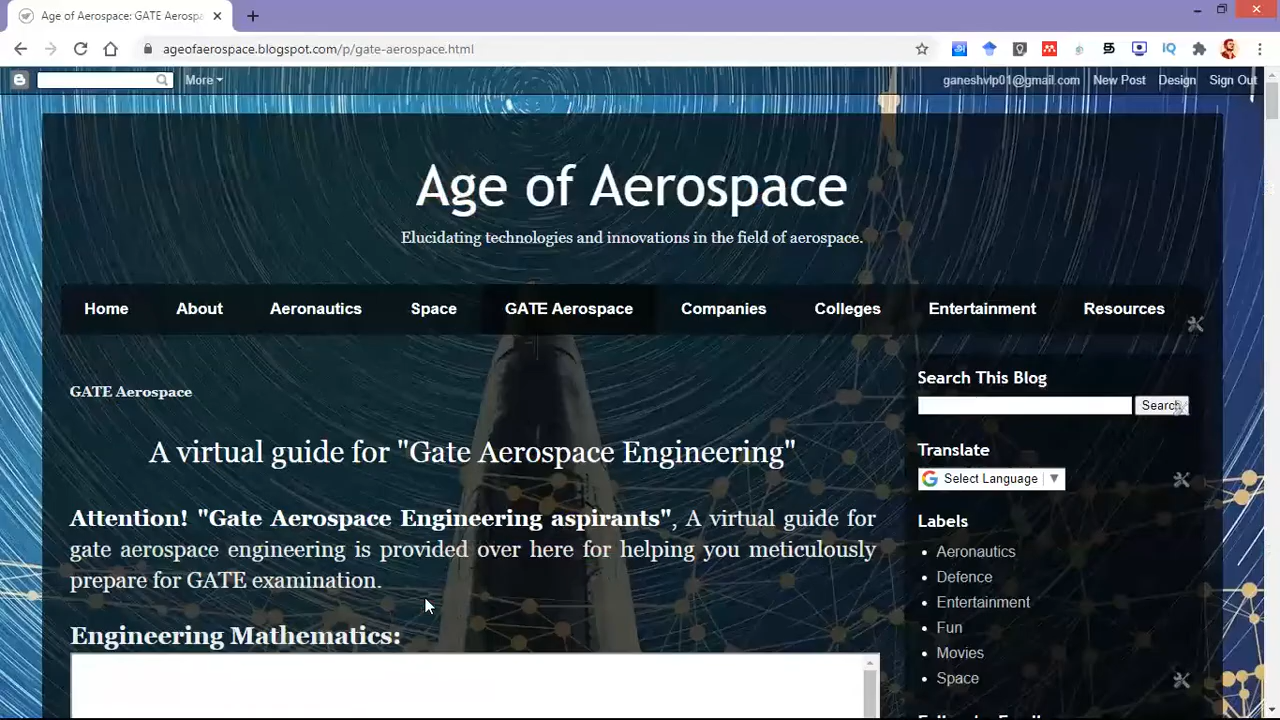 Age of Aerospace: GATE Aerospa
ageofaerospace.blogspot.com/p/gate-aerospace.html
IQ
More
ganeshvlp01@gmail.com New Post Design Sign Out
Age of Aerospace
Elucidating technologies and innovations in the field of aerospace.
Home About Aeronautics Space GATE Aerospace Companies Colleges Entertainment Resources
GATE Aerospace
A virtual guide for "Gate Aerospace Engineering"
Attention! "Gate Aerospace Engineering aspirants", A virtual guide for
gate aerospace engineering is provided over here for helping you meticulously
prepare for GATE examination.
Engineering Mathematics:
Search This Blog
Search
Translate
Select Language
Labels
Aeronautics
Defence
Entertainment
Fun
Movies
Space